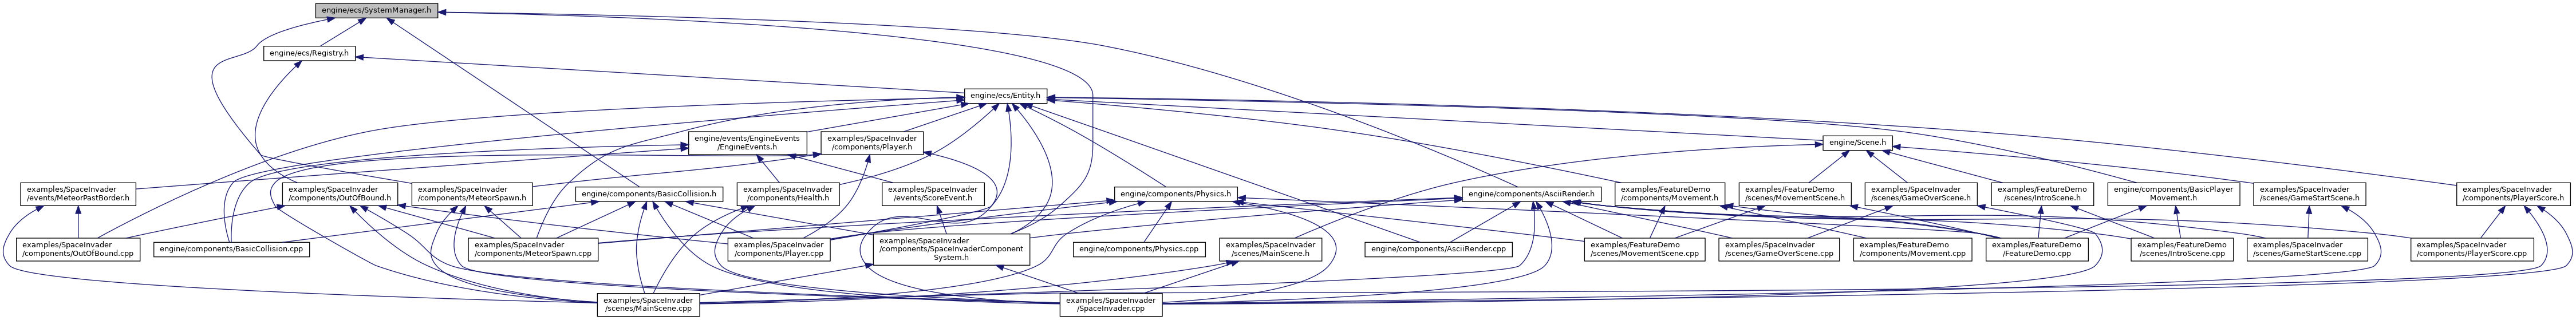 engine/ecs/SystemManager.h
engine/ecs/Registry.h
engine/ecs/Entity.h
engine/events/EngineEvents
/EngineEvents.h
examples/SpaceInvader
/components/Player.h
engine/Scene.h
examples/SpaceInvader
/events/MeteorPastBorder.h
examples/SpaceInvader
/components/OutOfBound.h
examples/SpaceInvader
/components/MeteorSpawn.h
engine/components/BasicCollision.h
examples/SpaceInvader
/components/Health.h
examples/SpaceInvader
/events/ScoreEvent.h
engine/components/Physics.h
engine/components/AsciiRender.h
examples/FeatureDemo
/components/Movement.h
examples/FeatureDemo
/scenes/MovementScene.h
examples/SpaceInvader
/scenes/GameOverScene.h
examples/FeatureDemo
/scenes/IntroScene.h
engine/components/BasicPlayer
Movement.h
examples/SpaceInvader
/scenes/GameStartScene.h
examples/SpaceInvader
/components/PlayerScore.h
examples/SpaceInvader
/components/OutOfBound.cpp
engine/components/BasicCollision.cpp
examples/SpaceInvader
/components/MeteorSpawn.cpp
examples/SpaceInvader
/components/Player.cpp
examples/SpaceInvader
/components/SpaceInvaderComponent
System.h
engine/components/Physics.cpp
examples/SpaceInvader
/scenes/MainScene.h
engine/components/AsciiRender.cpp
examples/FeatureDemo
/scenes/MovementScene.cpp
examples/SpaceInvader
/scenes/GameOverScene.cpp
examples/FeatureDemo
/components/Movement.cpp
examples/FeatureDemo
/FeatureDemo.cpp
examples/FeatureDemo
/scenes/IntroScene.cpp
examples/SpaceInvader
/scenes/GameStartScene.cpp
examples/SpaceInvader
/components/PlayerScore.cpp
examples/SpaceInvader
/scenes/MainScene.cpp
examples/SpaceInvader
/SpaceInvader.cpp